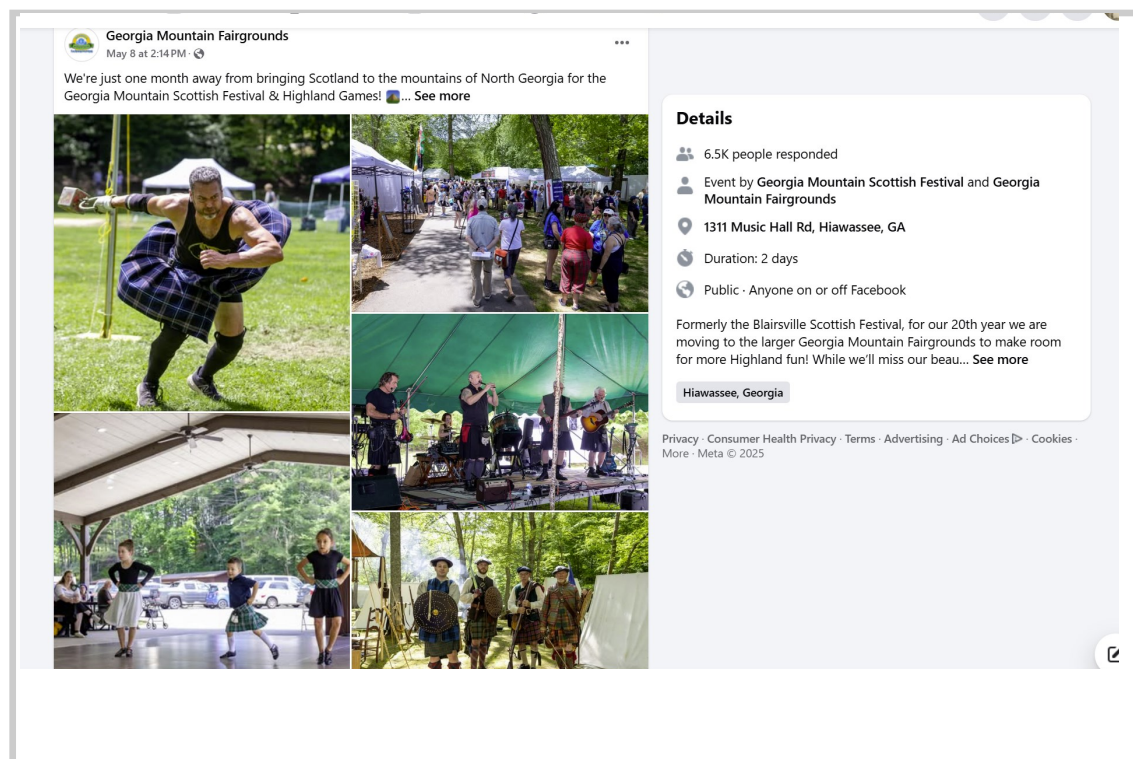 Georgia Mountain Fairgrounds
May 8 at 2:14 PM ·
We're just one month away from bringing Scotland to the mountains of North Georgia for the
Georgia Mountain Scottish Festival & Highland Games! ... See more
Details
6.5K people responded
Event by Georgia Mountain Scottish Festival and Georgia
Mountain Fairgrounds
1311 Music Hall Rd, Hiawassee, GA
Duration: 2 days
Public · Anyone on or off Facebook
Formerly the Blairsville Scottish Festival, for our 20th year we are
moving to the larger Georgia Mountain Fairgrounds to make room
for more Highland fun! While we'll miss our beau... See more
Hiawassee, Georgia
Privacy · Consumer Health Privacy · Terms · Advertising · Ad Choices · Cookies ·
More · Meta © 2025